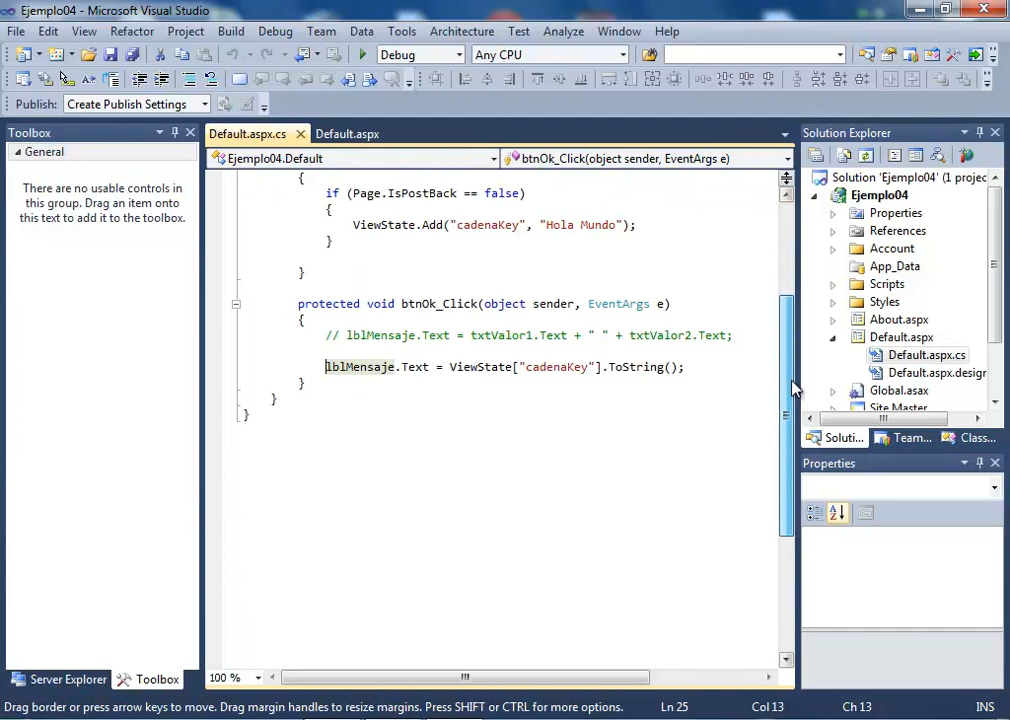 Ejemplo04 - Microsoft Visual Studio
File Edit View Refactor Project Build Debug Team Data Tools Architecture Test Analyze Window Help
Debug Any CPU
Publish: Create Publish Settings
Toolbox
General
There are no usable controls in
this group. Drag an item onto
this text to add it to the toolbox.
Server Explorer Toolbox
Default.aspx.cs Default.aspx
Ejemplo04.Default btnOk_Click(object sender, EventArgs e)
{
if (Page.IsPostBack == false)
{
ViewState.Add("cadenaKey", "Hola Mundo");
}
}
protected void btnOk_Click(object sender, EventArgs e)
{
// lblMensaje.Text = txtValor1.Text + " " + txtValor2.Text;
lblMensaje.Text = ViewState["cadenaKey"].ToString();
}
}
}
100 %
Solution Explorer
Solution 'Ejemplo04' (1 projec
Ejemplo04
Properties
References
Account
App_Data
Scripts
Styles
About.aspx
Default.aspx
Default.aspx.cs
Default.aspx.design
Global.asax
Site Master
Soluti... Team... Class...
Properties
Drag border or press arrow keys to move. Drag margin handles to resize margins. Press SHIFT or CTRL for more options. Ln 25 Col 13 Ch 13 INS